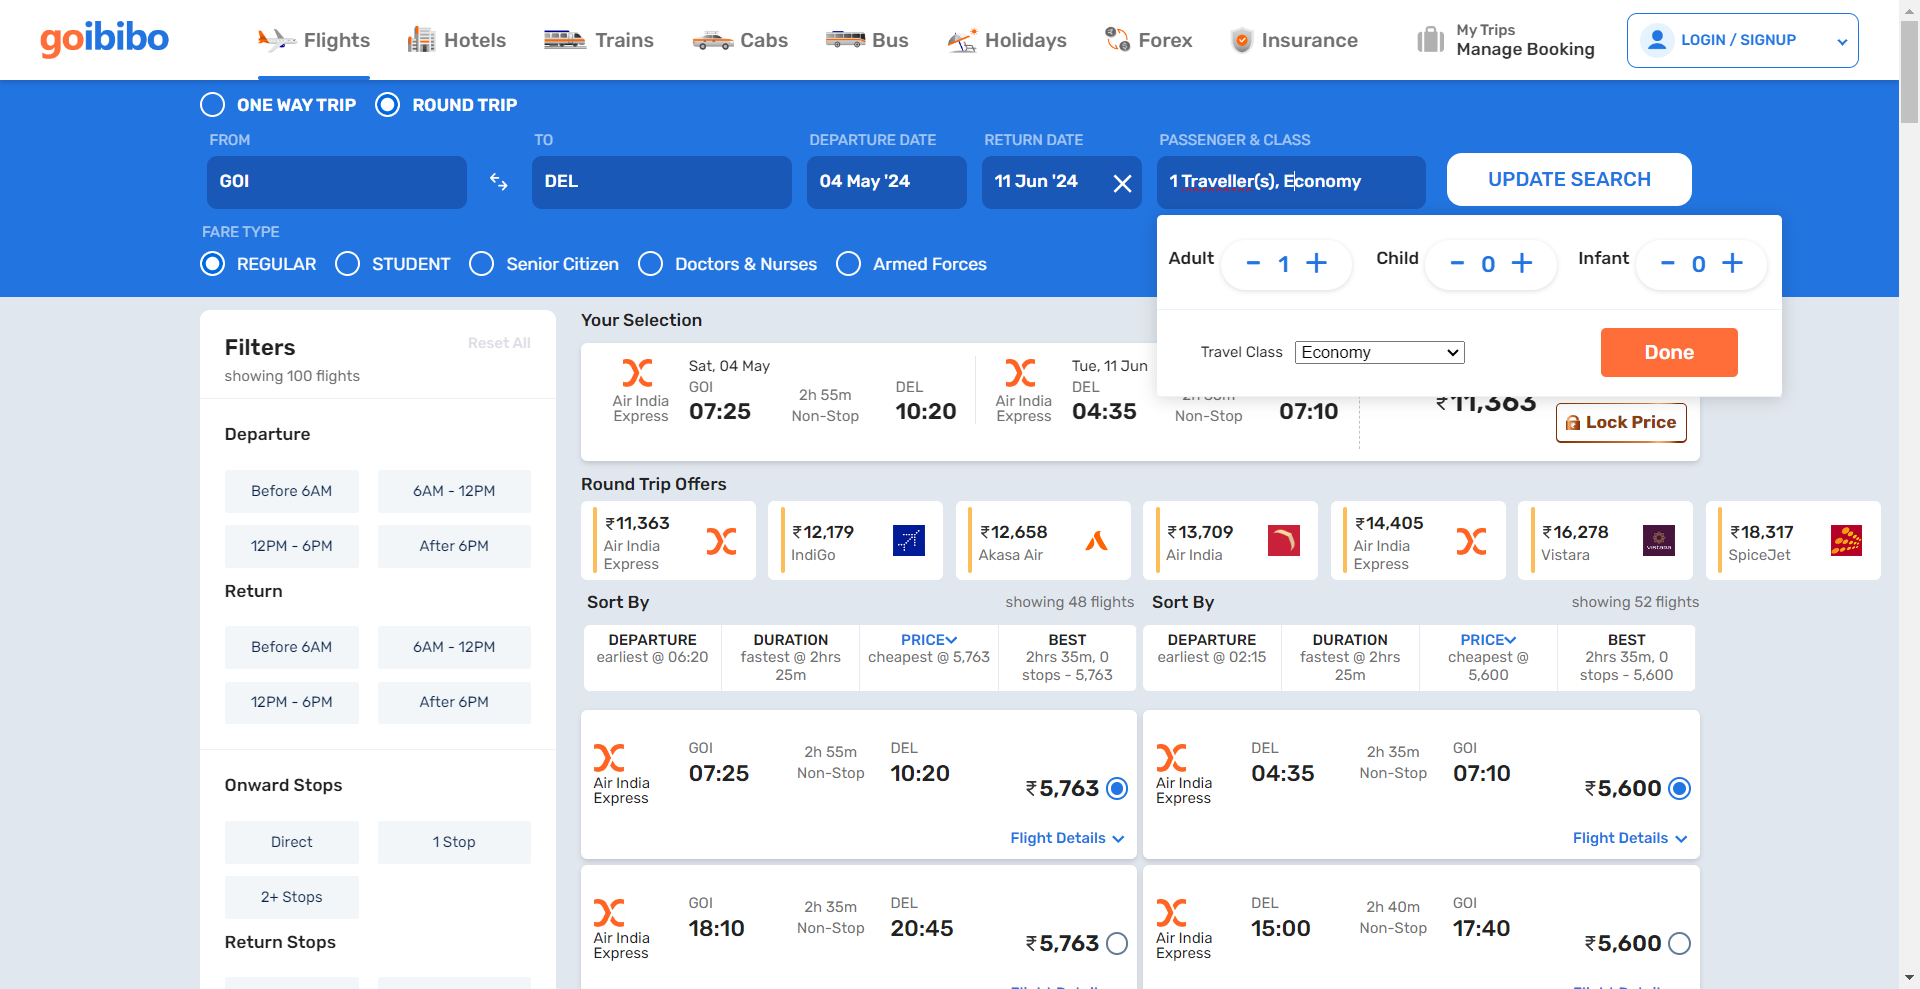 goibibo
Flights
Hotels
Trains
Cabs
Bus
Holidays
Forex
Insurance
My Trips
Manage Booking
LOGIN / SIGNUP
ONE WAY TRIP
ROUND TRIP
FROM
TO
DEPARTURE DATE
RETURN DATE
PASSENGER & CLASS
GOI
DEL
04 May '24
11 Jun '24
1 Traveller(s), Economy
UPDATE SEARCH
FARE TYPE
REGULAR
STUDENT
Senior Citizen
Doctors & Nurses
Armed Forces
Adult
- 1 +
Child
- 0 +
Infant
- 0 +
Travel Class
Economy
Done
Filters
Reset All
showing 100 flights
Departure
Before 6AM
6AM - 12PM
12PM - 6PM
After 6PM
Return
Before 6AM
6AM - 12PM
12PM - 6PM
After 6PM
Onward Stops
Direct
1 Stop
2+ Stops
Return Stops
Your Selection
Air India
Express
Sat, 04 May
GOI
07:25
2h 55m
Non-Stop
DEL
10:20
Air India
Express
Tue, 11 Jun
DEL
04:35
Non-Stop
07:10
₹11,363
Lock Price
Round Trip Offers
₹11,363
Air India
Express
₹12,179
IndiGo
₹12,658
Akasa Air
₹13,709
Air India
₹14,405
Air India
Express
₹16,278
Vistara
VISTARA
₹18,317
SpiceJet
Sort By
showing 48 flights
DEPARTURE
earliest @ 06:20
DURATION
fastest @ 2hrs
25m
PRICE
cheapest @ 5,763
BEST
2hrs 35m, 0
stops - 5,763
Sort By
showing 52 flights
DEPARTURE
earliest @ 02:15
DURATION
fastest @ 2hrs
25m
PRICE
cheapest @
5,600
BEST
2hrs 35m, 0
stops - 5,600
Air India
Express
GOI
07:25
2h 55m
Non-Stop
DEL
10:20
₹5,763
Flight Details
Air India
Express
DEL
04:35
2h 35m
Non-Stop
GOI
07:10
₹5,600
Flight Details
Air India
Express
GOI
18:10
2h 35m
Non-Stop
DEL
20:45
₹5,763
Air India
Express
DEL
15:00
2h 40m
Non-Stop
GOI
17:40
₹5,600